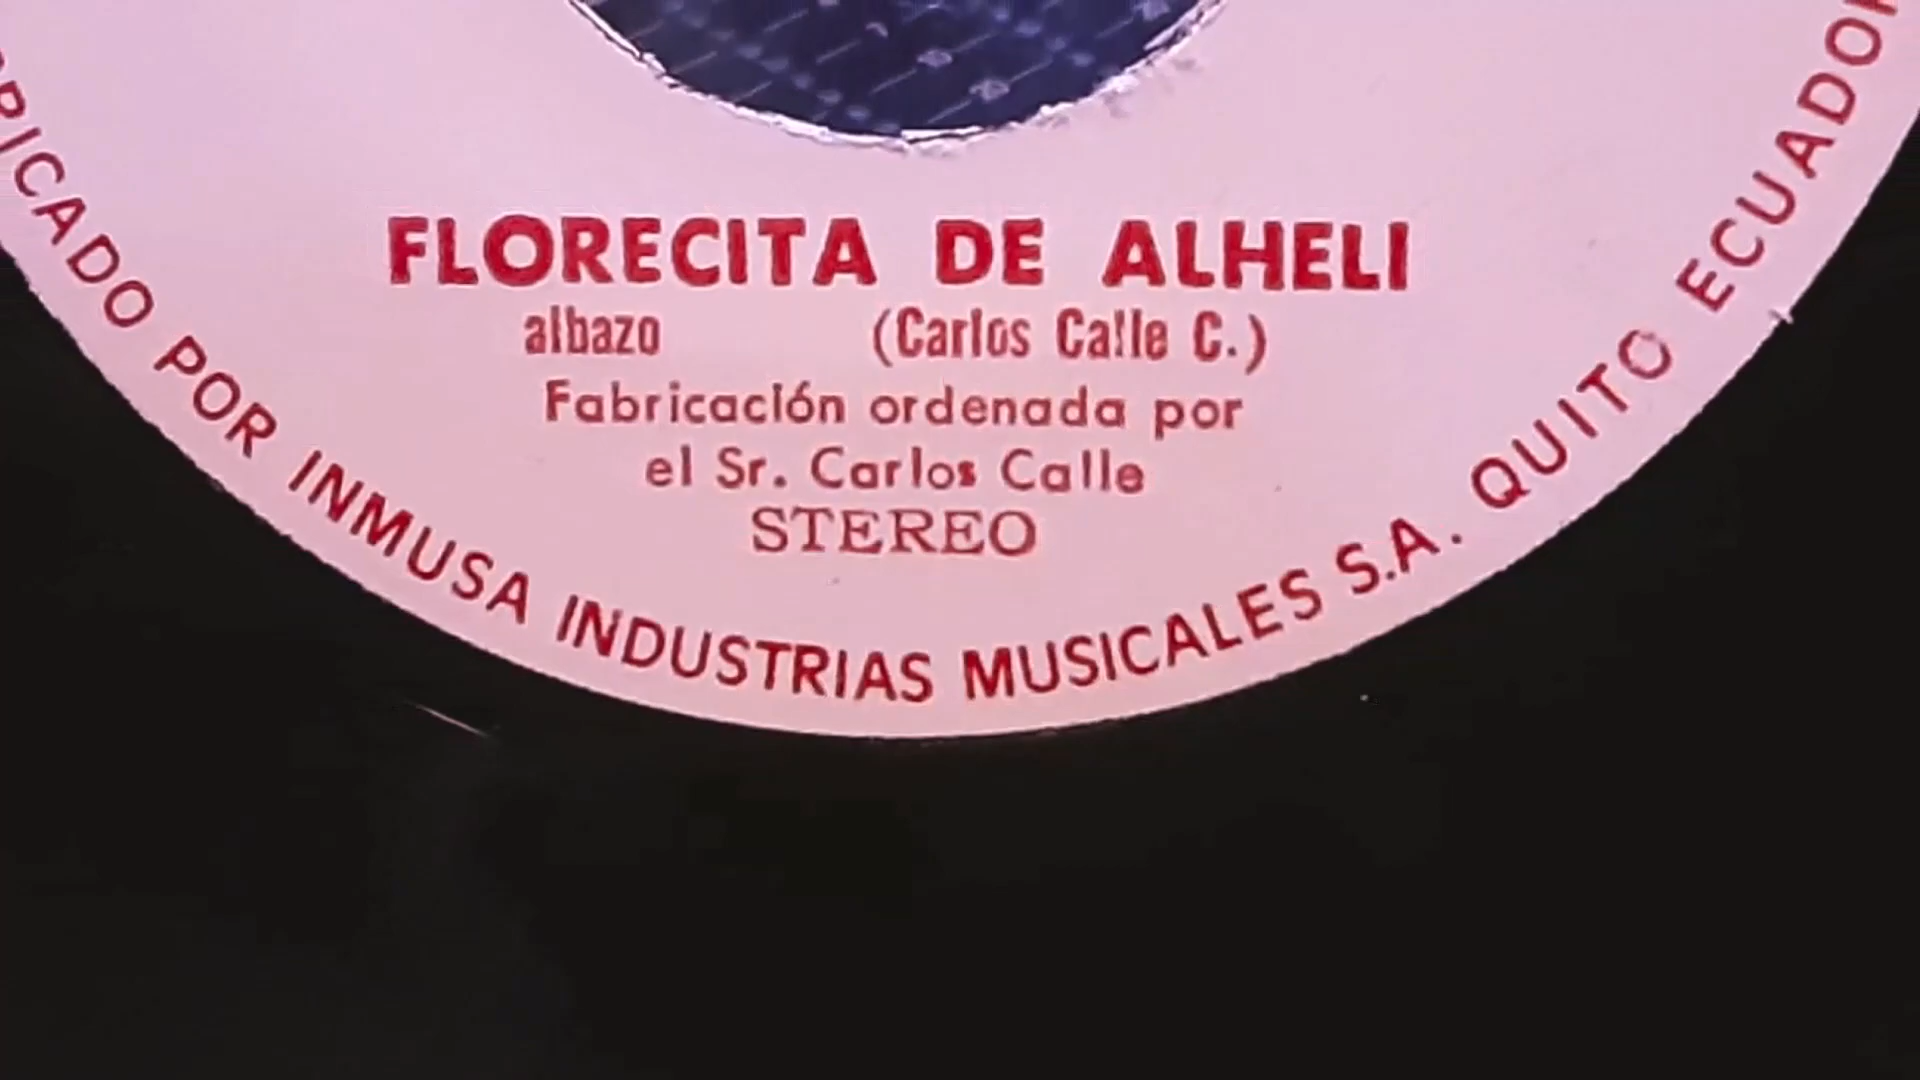 FLORECITA DE ALHELI
albazo (Carlos Calle C.)
Fabricación ordenada por
el Sr. Carlos Calle
STEREO
POR INMUSA INDUSTRIAS MUSICALES S.A. QUITO ECUADOR